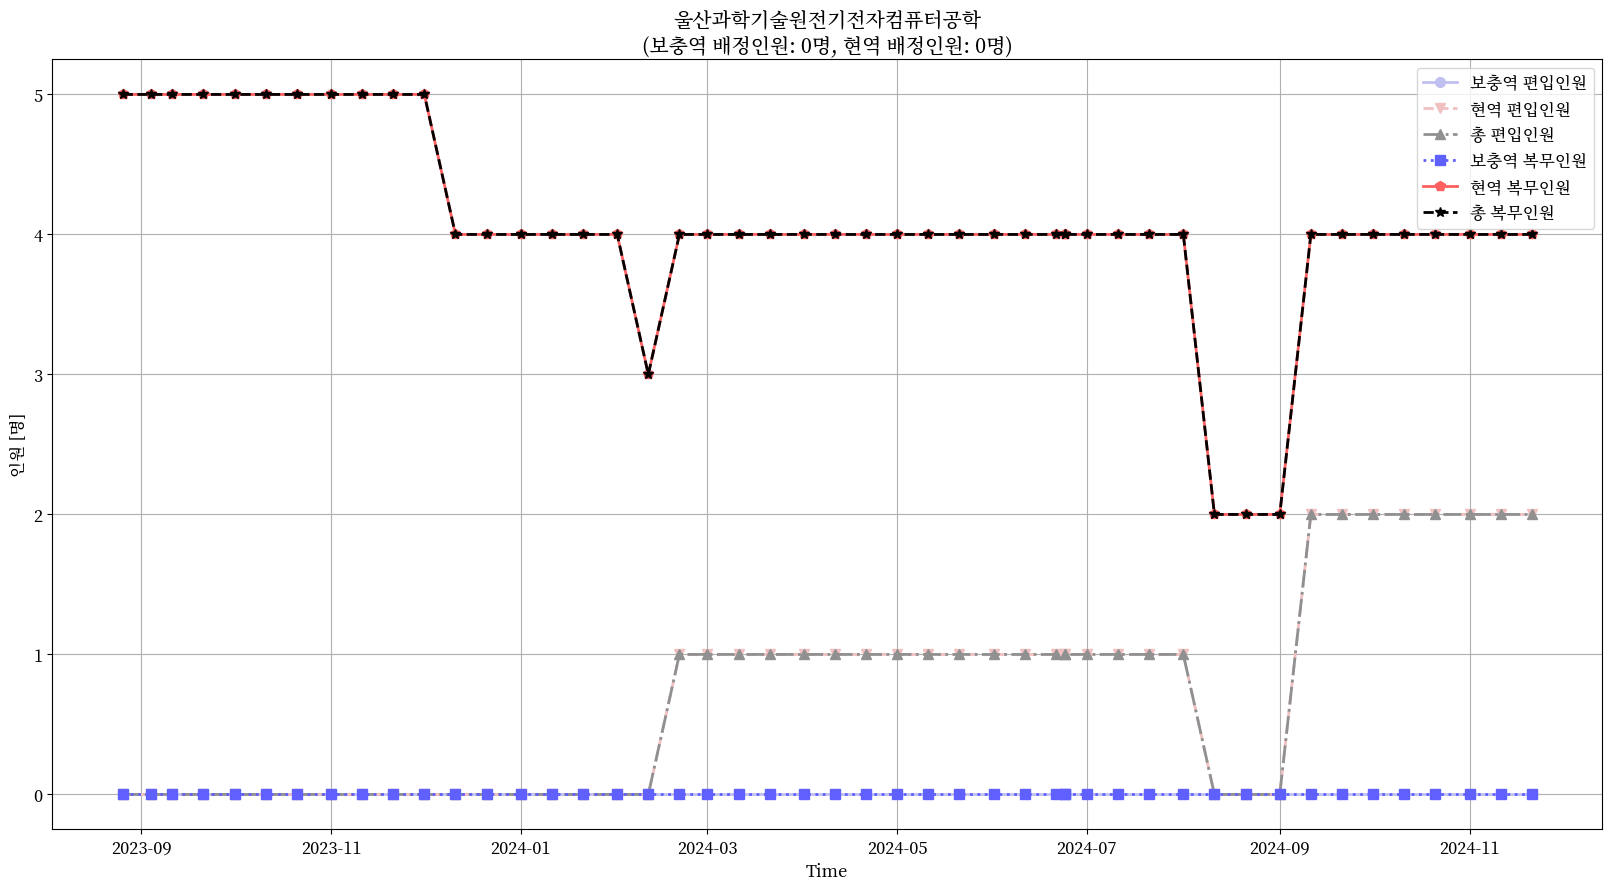 울산과학기술원전기전자컴퓨터공학
(보충역 배정인원: 0명, 현역 배정인원: 0명)
보충역 편입인원
현역 편입인원
총 편입인원
보충역 복무인원
현역 복무인원
총 복무인원
인원 [명]
5
4
3
2
1
0
2023-09
2023-11
2024-01
2024-03
2024-05
2024-07
2024-09
2024-11
Time